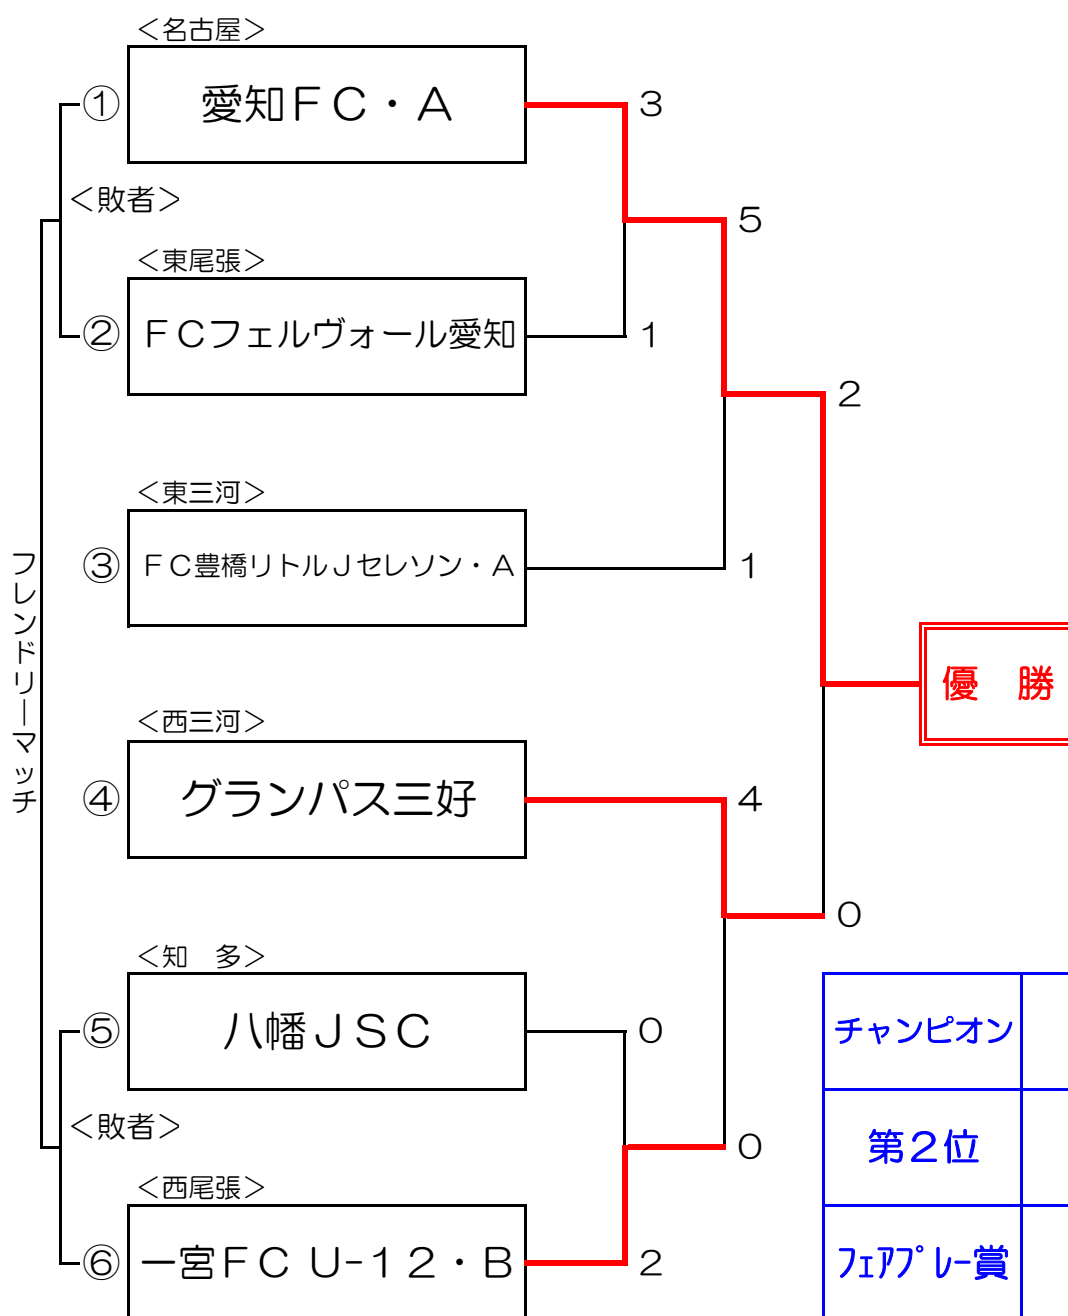 ＜名古屋＞
① 愛知ＦＣ・Ａ 3
＜敗者＞
5
＜東尾張＞
② ＦＣフェルヴォール愛知 1
2
＜東三河＞
③ ＦＣ豊橋リトルＪセレソン・Ａ 1
フレンドリーマッチ
優　勝
＜西三河＞
④ グランパス三好 4
0
＜知　多＞
⑤ 八幡ＪＳＣ 0
チャンピオン
＜敗者＞
0
第２位
＜西尾張＞
⑥ 一宮ＦＣ Ｕ-１２・Ｂ 2
ﾌｪｱﾌﾟﾚｰ賞